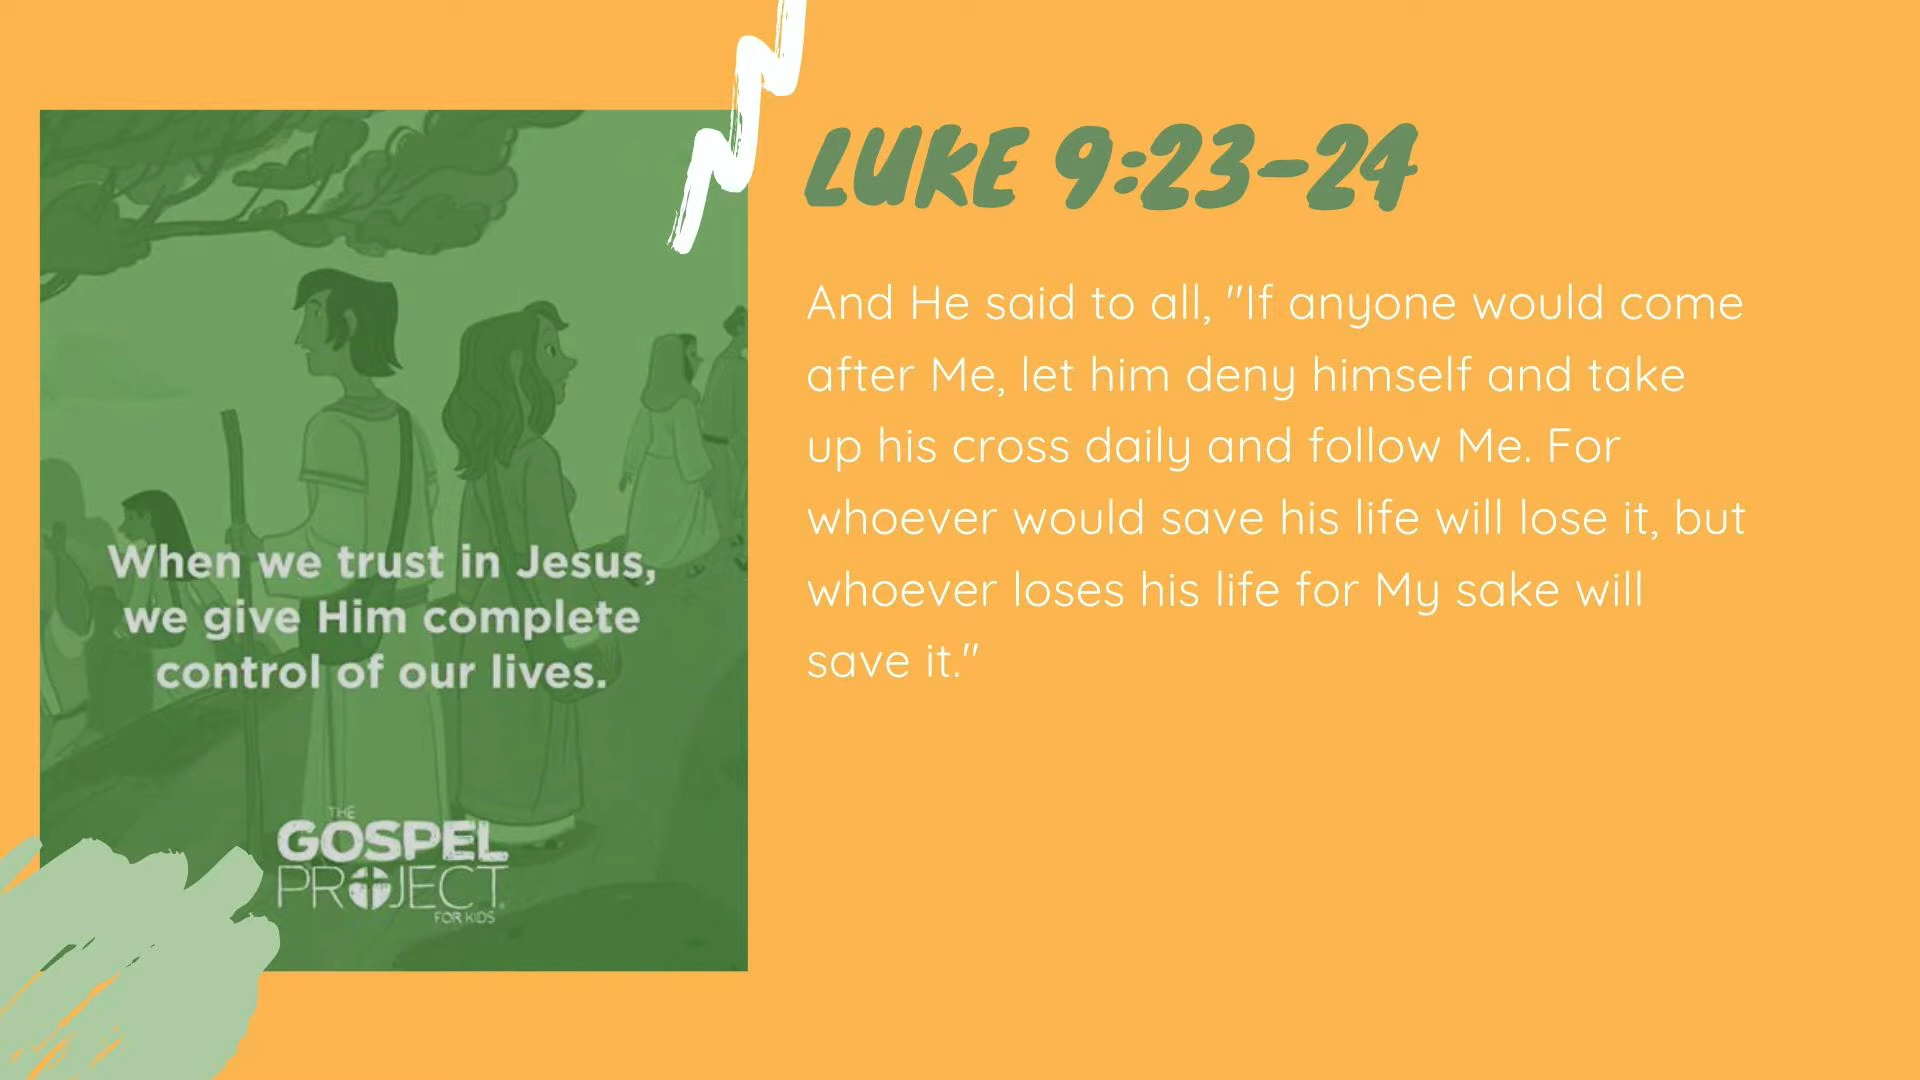 When we trust in Jesus,
we give Him complete
control of our lives.
THE
GOSPEL
PROJECT
FOR KIDS
LUKE 9:23-24
And He said to all, "If anyone would come
after Me, let him deny himself and take
up his cross daily and follow Me. For
whoever would save his life will lose it, but
whoever loses his life for My sake will
save it."